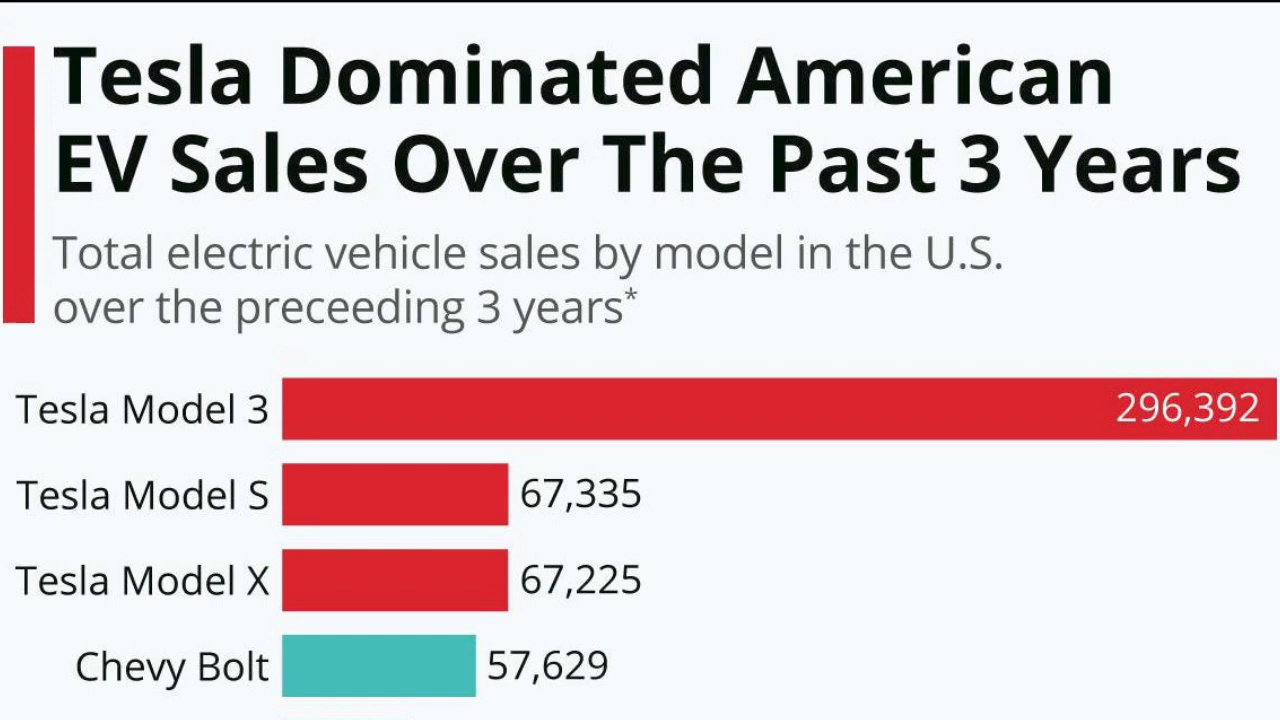 Tesla Dominated American
EV Sales Over The Past 3 Years
Total electric vehicle sales by model in the U.S.
over the preceeding 3 years*
Tesla Model 3 296,392
Tesla Model S 67,335
Tesla Model X 67,225
Chevy Bolt 57,629